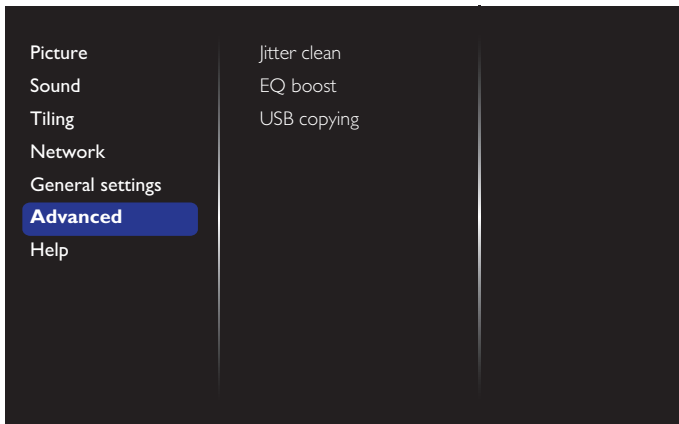 Picture
Sound
Tiling
Network
General settings
Advanced
Help
Jitter clean
EQ boost
USB copying